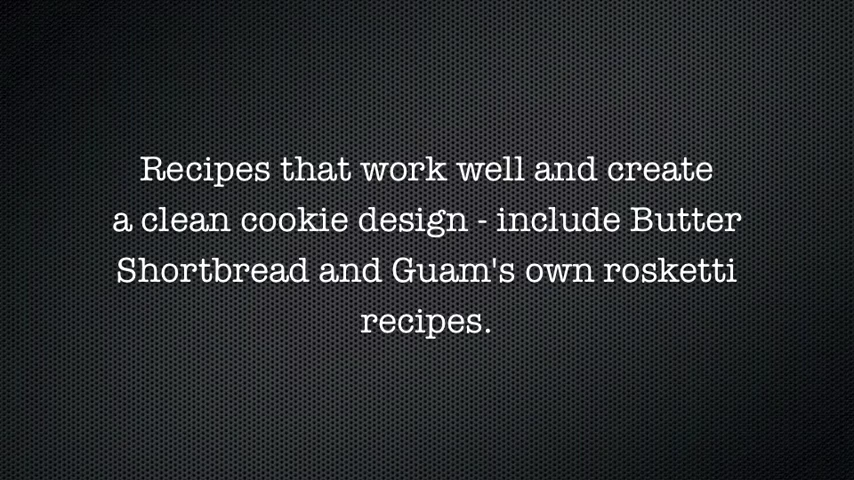 Recipes that work well and create
a clean cookie design - include Butter
Shortbread and Guam's own rosketti
recipes.